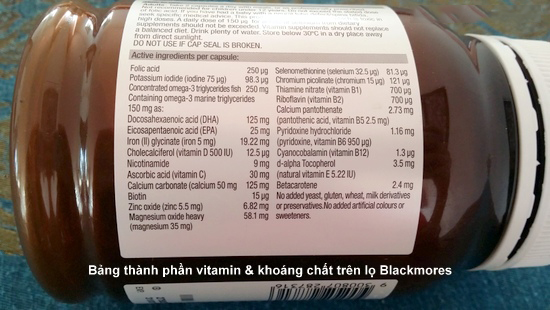 high doses. A daily dose of 150 µg
supplements should not be exceeded. Vitamin supplements should not replace
a balanced diet. Drink plenty of water. Store below 30°C in a dry place away
from direct sunlight.
DO NOT USE IF CAP SEAL IS BROKEN.
Active ingredients per capsule:
Folic acid 250 µg
Potassium iodide (iodine 75 µg) 98.3 µg
Concentrated omega-3 triglycerides fish 250 mg
Containing omega-3 marine triglycerides
150 mg as:
Docosahexaenoic acid (DHA) 125 mg
Eicosapentaenoic acid (EPA) 25 mg
Iron (II) glycinate (iron 5 mg) 19.22 mg
Cholecalciferol (vitamin D 500 IU) 12.5 µg
Nicotinamide 9 mg
Ascorbic acid (vitamin C) 30 mg
Calcium carbonate (calcium 50 mg 125 mg
Biotin 15 µg
Zinc oxide (zinc 5.5 mg) 6.82 mg
Magnesium oxide heavy 58.1 mg
(magnesium 35 mg)
Selenomethionine (selenium 32.5 µg) 81.3 µg
Chromium picolinate (chromium 15 µg) 121 µg
Thiamine nitrate (vitamin B1) 700 µg
Riboflavin (vitamin B2) 700 µg
Calcium pantothenate 2.73 mg
(pantothenic acid, vitamin B5 2.5 mg)
Pyridoxine hydrochloride 1.16 mg
(pyridoxine, vitamin B6 950 µg)
Cyanocobalamin (vitamin B12) 1.3 µg
d-alpha Tocopherol 3.5 mg
(natural vitamin E 5.22 IU)
Betacarotene 2.4 mg
No added yeast, gluten, wheat, milk derivatives
or preservatives.No added artificial colours or
sweeteners.
Bảng thành phần vitamin & khoáng chất trên lọ Blackmores
9 300807 287316